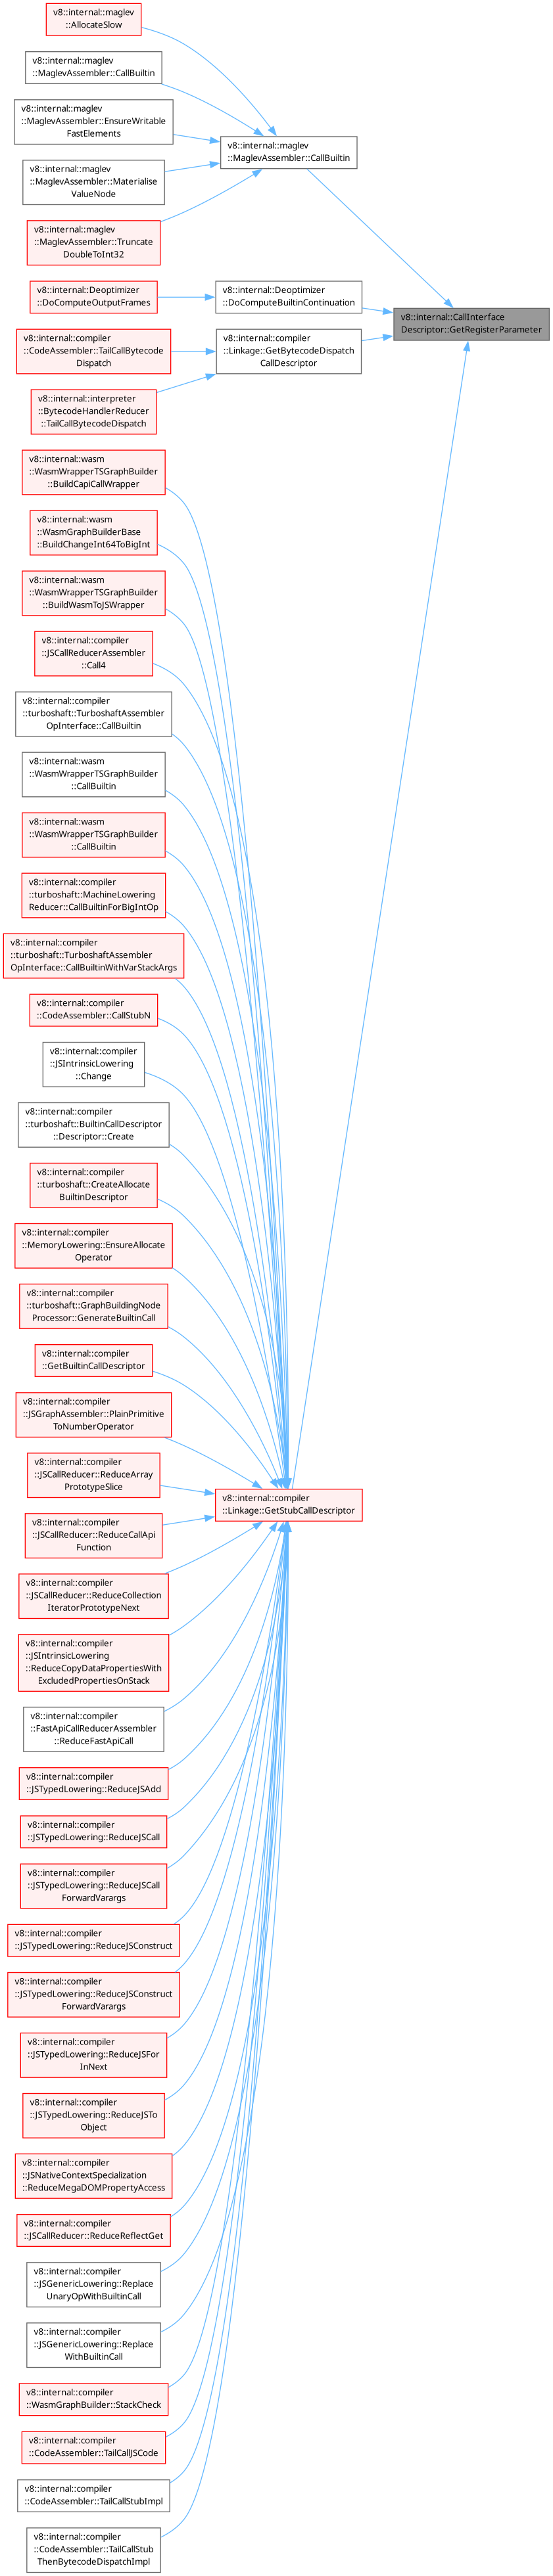 v8::internal::maglev
::AllocateSlow
v8::internal::maglev
::MaglevAssembler::CallBuiltin
v8::internal::maglev
::MaglevAssembler::EnsureWritable
FastElements
v8::internal::maglev
::MaglevAssembler::Materialise
ValueNode
v8::internal::maglev
::MaglevAssembler::Truncate
DoubleToInt32
v8::internal::maglev
::MaglevAssembler::CallBuiltin
v8::internal::Deoptimizer
::DoComputeOutputFrames
v8::internal::Deoptimizer
::DoComputeBuiltinContinuation
v8::internal::CallInterface
Descriptor::GetRegisterParameter
v8::internal::compiler
::CodeAssembler::TailCallBytecode
Dispatch
v8::internal::compiler
::Linkage::GetBytecodeDispatch
CallDescriptor
v8::internal::interpreter
::BytecodeHandlerReducer
::TailCallBytecodeDispatch
v8::internal::wasm
::WasmWrapperTSGraphBuilder
::BuildCapiCallWrapper
v8::internal::wasm
::WasmGraphBuilderBase
::BuildChangeInt64ToBigInt
v8::internal::wasm
::WasmWrapperTSGraphBuilder
::BuildWasmToJSWrapper
v8::internal::compiler
::JSCallReducerAssembler
::Call4
v8::internal::compiler
::turboshaft::TurboshaftAssembler
OpInterface::CallBuiltin
v8::internal::wasm
::WasmWrapperTSGraphBuilder
::CallBuiltin
v8::internal::wasm
::WasmWrapperTSGraphBuilder
::CallBuiltin
v8::internal::compiler
::turboshaft::MachineLowering
Reducer::CallBuiltinForBigIntOp
v8::internal::compiler
::turboshaft::TurboshaftAssembler
OpInterface::CallBuiltinWithVarStackArgs
v8::internal::compiler
::CodeAssembler::CallStubN
v8::internal::compiler
::JSIntrinsicLowering
::Change
v8::internal::compiler
::turboshaft::BuiltinCallDescriptor
::Descriptor::Create
v8::internal::compiler
::turboshaft::CreateAllocate
BuiltinDescriptor
v8::internal::compiler
::MemoryLowering::EnsureAllocate
Operator
v8::internal::compiler
::turboshaft::GraphBuildingNode
Processor::GenerateBuiltinCall
v8::internal::compiler
::GetBuiltinCallDescriptor
v8::internal::compiler
::JSGraphAssembler::PlainPrimitive
ToNumberOperator
v8::internal::compiler
::JSCallReducer::ReduceArray
PrototypeSlice
v8::internal::compiler
::Linkage::GetStubCallDescriptor
v8::internal::compiler
::JSCallReducer::ReduceCallApi
Function
v8::internal::compiler
::JSCallReducer::ReduceCollection
IteratorPrototypeNext
v8::internal::compiler
::JSIntrinsicLowering
::ReduceCopyDataPropertiesWith
ExcludedPropertiesOnStack
v8::internal::compiler
::FastApiCallReducerAssembler
::ReduceFastApiCall
v8::internal::compiler
::JSTypedLowering::ReduceJSAdd
v8::internal::compiler
::JSTypedLowering::ReduceJSCall
v8::internal::compiler
::JSTypedLowering::ReduceJSCall
ForwardVarargs
v8::internal::compiler
::JSTypedLowering::ReduceJSConstruct
v8::internal::compiler
::JSTypedLowering::ReduceJSConstruct
ForwardVarargs
v8::internal::compiler
::JSTypedLowering::ReduceJSFor
InNext
v8::internal::compiler
::JSTypedLowering::ReduceJSTo
Object
v8::internal::compiler
::JSNativeContextSpecialization
::ReduceMegaDOMPropertyAccess
v8::internal::compiler
::JSCallReducer::ReduceReflectGet
v8::internal::compiler
::JSGenericLowering::Replace
UnaryOpWithBuiltinCall
v8::internal::compiler
::JSGenericLowering::Replace
WithBuiltinCall
v8::internal::compiler
::WasmGraphBuilder::StackCheck
v8::internal::compiler
::CodeAssembler::TailCallJSCode
v8::internal::compiler
::CodeAssembler::TailCallStubImpl
v8::internal::compiler
::CodeAssembler::TailCallStub
ThenBytecodeDispatchImpl